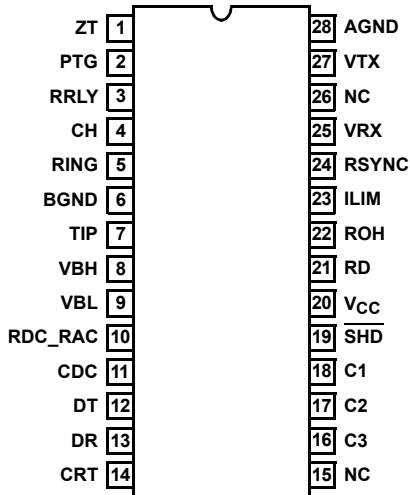 ZT 1 28 AGND
PTG 2 27 VTX
RRLY 3 26 NC
CH 4 25 VRX
RING 5 24 RSYNC
BGND 6 23 ILIM
TIP 7 22 ROH
VBH 8 21 RD
VBL 9 20 VCC
RDC_RAC 10 19 SHD
CDC 11 18 C1
DT 12 17 C2
DR 13 16 C3
CRT 14 15 NC